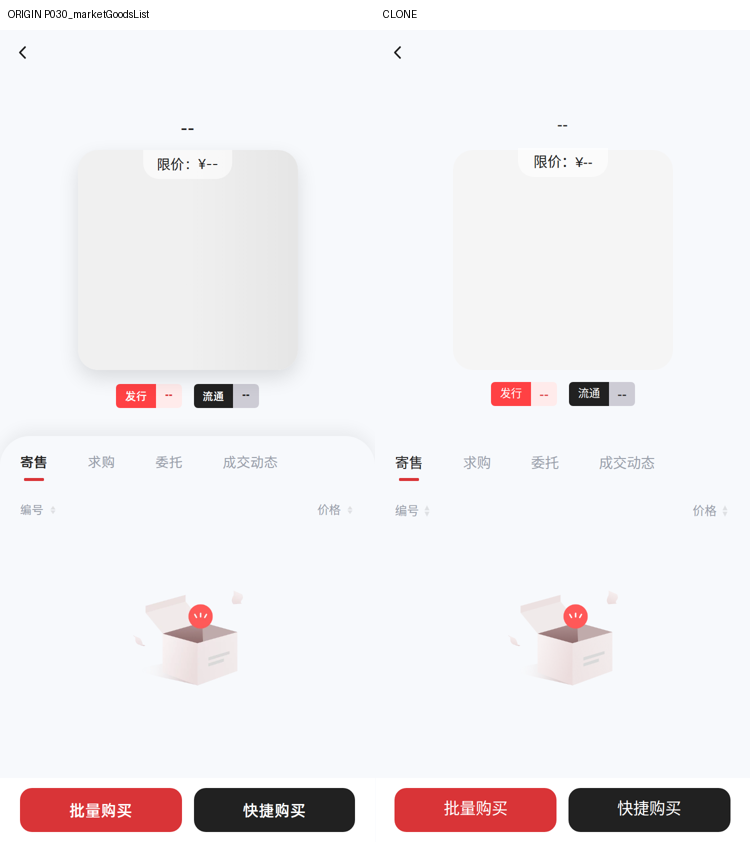 ORIGIN P030_marketGoodsList
--
限价：¥--
发行 -- 流通 --
寄售 求购 委托 成交动态
编号 价格
批量购买 快捷购买
CLONE
--
限价：¥--
发行 -- 流通 --
寄售 求购 委托 成交动态
编号 价格
批量购买 快捷购买